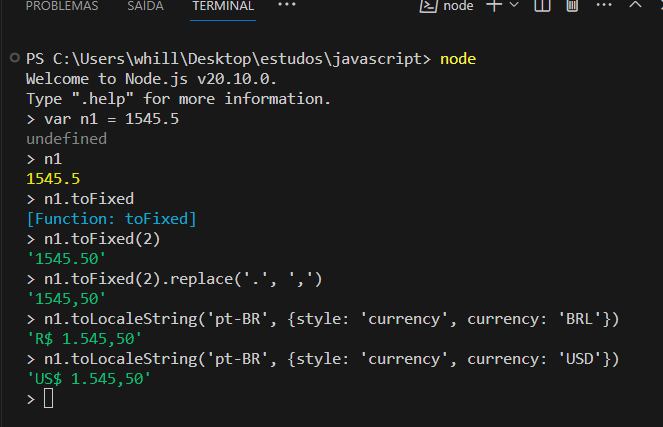 PROBLEMAS SAÍDA TERMINAL ... node
PS C:\Users\whill\Desktop\estudos\javascript> node
Welcome to Node.js v20.10.0.
Type ".help" for more information.
> var n1 = 1545.5
undefined
> n1
1545.5
> n1.toFixed
[Function: toFixed]
> n1.toFixed(2)
'1545.50'
> n1.toFixed(2).replace('.', ',')
'1545,50'
> n1.toLocaleString('pt-BR', {style: 'currency', currency: 'BRL'})
'R$ 1.545,50'
> n1.toLocaleString('pt-BR', {style: 'currency', currency: 'USD'})
'US$ 1.545,50'
>